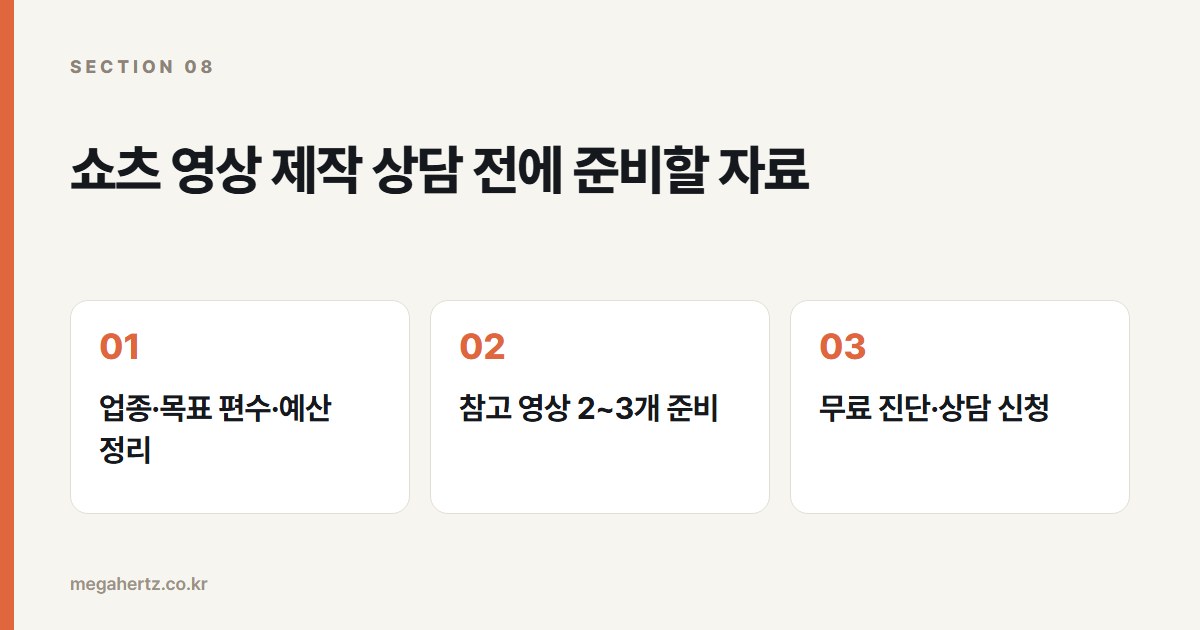 SECTION 08
쇼츠 영상 제작 상담 전에 준비할 자료
01
업종·목표 편수·예산
정리
02
참고 영상 2~3개 준비
03
무료 진단·상담 신청
megahertz.co.kr